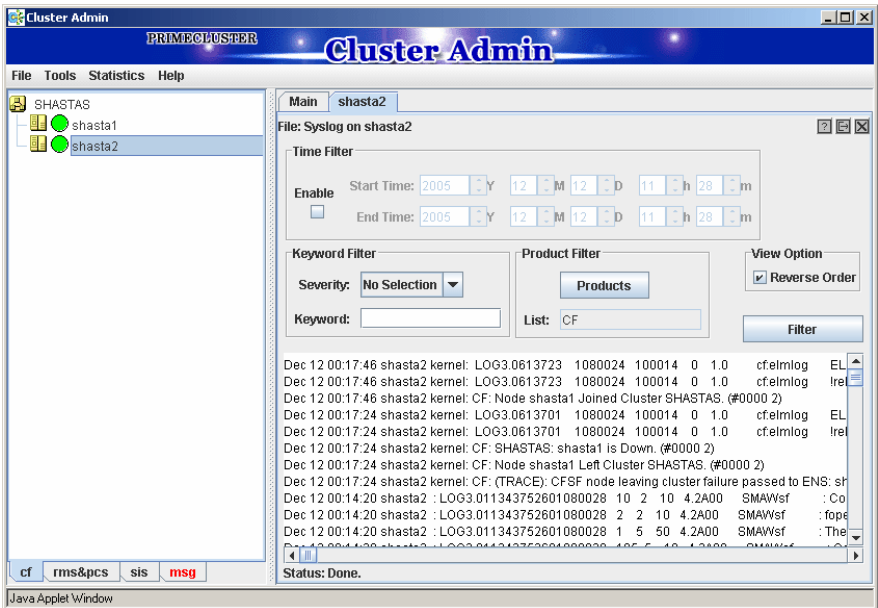 Cluster Admin
PRIMECLUSTER
Cluster Admin
File Tools Statistics Help
SHASTAS
shasta1
shasta2
Main shasta2
File: Syslog on shasta2
Time Filter
Enable
Start Time: 2005 Y 12 M 12 D 11 h 28 m
End Time: 2005 Y 12 M 12 D 11 h 28 m
Keyword Filter
Severity: No Selection
Keyword:
Product Filter
Products
List: CF
View Option
Reverse Order
Filter
Dec 12 00:17:46 shasta2 kernel: LOG3.0613723 1080024 100014 0 1.0 cf:elmlog EL
Dec 12 00:17:46 shasta2 kernel: LOG3.0613723 1080024 100014 0 1.0 cf:elmlog !rel
Dec 12 00:17:46 shasta2 kernel: CF: Node shasta1 Joined Cluster SHASTAS. (#0000 2)
Dec 12 00:17:24 shasta2 kernel: LOG3.0613701 1080024 100014 0 1.0 cf:elmlog EL
Dec 12 00:17:24 shasta2 kernel: LOG3.0613701 1080024 100014 0 1.0 cf:elmlog !rel
Dec 12 00:17:24 shasta2 kernel: CF: SHASTAS: shasta1 is Down. (#0000 2)
Dec 12 00:17:24 shasta2 kernel: CF: Node shasta1 Left Cluster SHASTAS. (#0000 2)
Dec 12 00:17:24 shasta2 kernel: CF: (TRACE): CFSF node leaving cluster failure passed to ENS: sh
Dec 12 00:14:20 shasta2 : LOG3.011343752601080028 10 2 10 4.2A00 SMAWsf : Co
Dec 12 00:14:20 shasta2 : LOG3.011343752601080028 2 2 10 4.2A00 SMAWsf : fope
Dec 12 00:14:20 shasta2 : LOG3.011343752601080028 1 5 50 4.2A00 SMAWsf : The
cf rms&pcs sis msg
Status: Done.
Java Applet Window